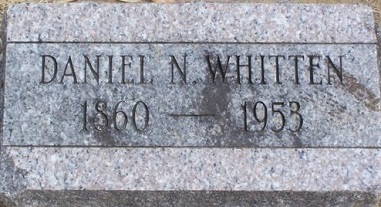 DANIEL N. WHITTEN
1860 — 1953